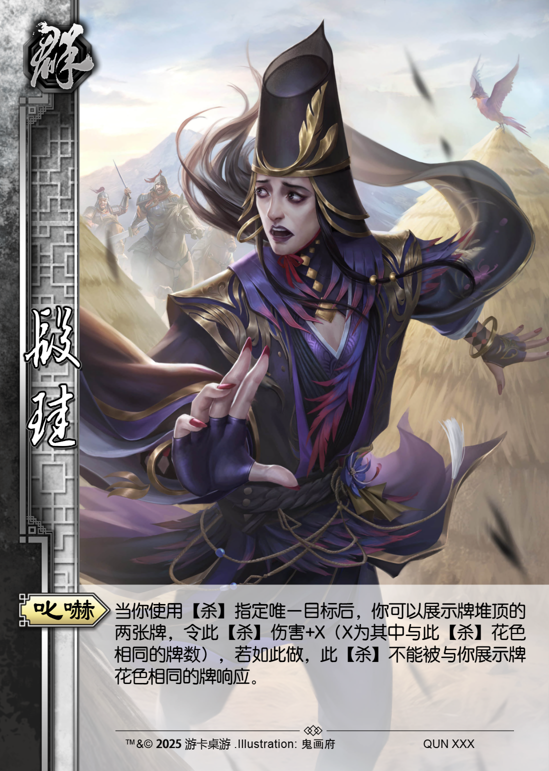 群
段珪
叱嚇
当你使用【杀】指定唯一目标后，你可以展示牌堆顶的
两张牌，令此【杀】伤害+X（X为其中与此【杀】花色
相同的牌数），若如此做，此【杀】不能被与你展示牌
花色相同的牌响应。
™&© 2025 游卡桌游 .Illustration: 鬼画府
QUN XXX